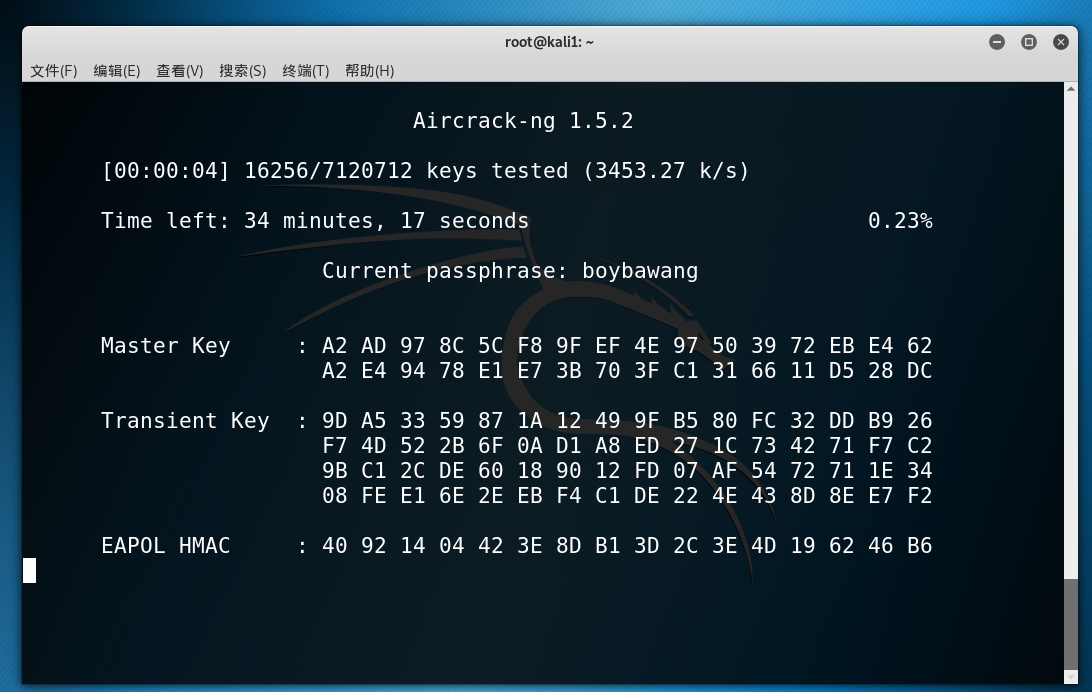 root@kali1: ~
文件(F) 编辑(E) 查看(V) 搜索(S) 终端(T) 帮助(H)
Aircrack-ng 1.5.2
[00:00:04] 16256/7120712 keys tested (3453.27 k/s)
Time left: 34 minutes, 17 seconds 0.23%
Current passphrase: boybawang
Master Key : A2 AD 97 8C 5C F8 9F EF 4E 97 50 39 72 EB E4 62
A2 E4 94 78 E1 E7 3B 70 3F C1 31 66 11 D5 28 DC
Transient Key : 9D A5 33 59 87 1A 12 49 9F B5 80 FC 32 DD B9 26
F7 4D 52 2B 6F 0A D1 A8 ED 27 1C 73 42 71 F7 C2
9B C1 2C DE 60 18 90 12 FD 07 AF 54 72 71 1E 34
08 FE E1 6E 2E EB F4 C1 DE 22 4E 43 8D 8E E7 F2
EAPOL HMAC : 40 92 14 04 42 3E 8D B1 3D 2C 3E 4D 19 62 46 B6